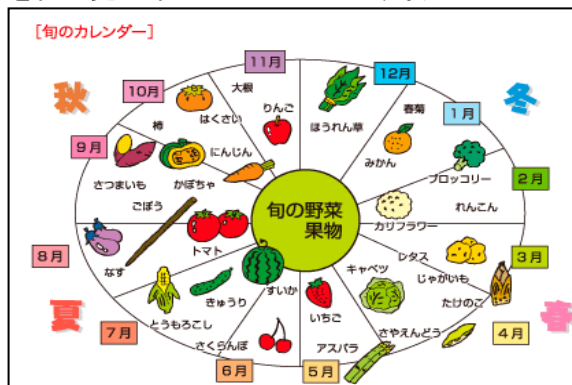 [旬のカレンダー]
秋
冬
春
夏
12月
1月
2月
3月
4月
5月
6月
7月
8月
9月
10月
11月
旬の野菜
果物
ほうれん草
春菊
みかん
ブロッコリー
カリフラワー
れんこん
レタス
じゃがいも
たけのこ
キャベツ
さやえんどう
いちご
アスパラ
すいか
さくらんぼ
きゅうり
とうもろこし
トマト
なす
ごぼう
さつまいも
かぼちゃ
柿
はくさい
にんじん
大根
りんご